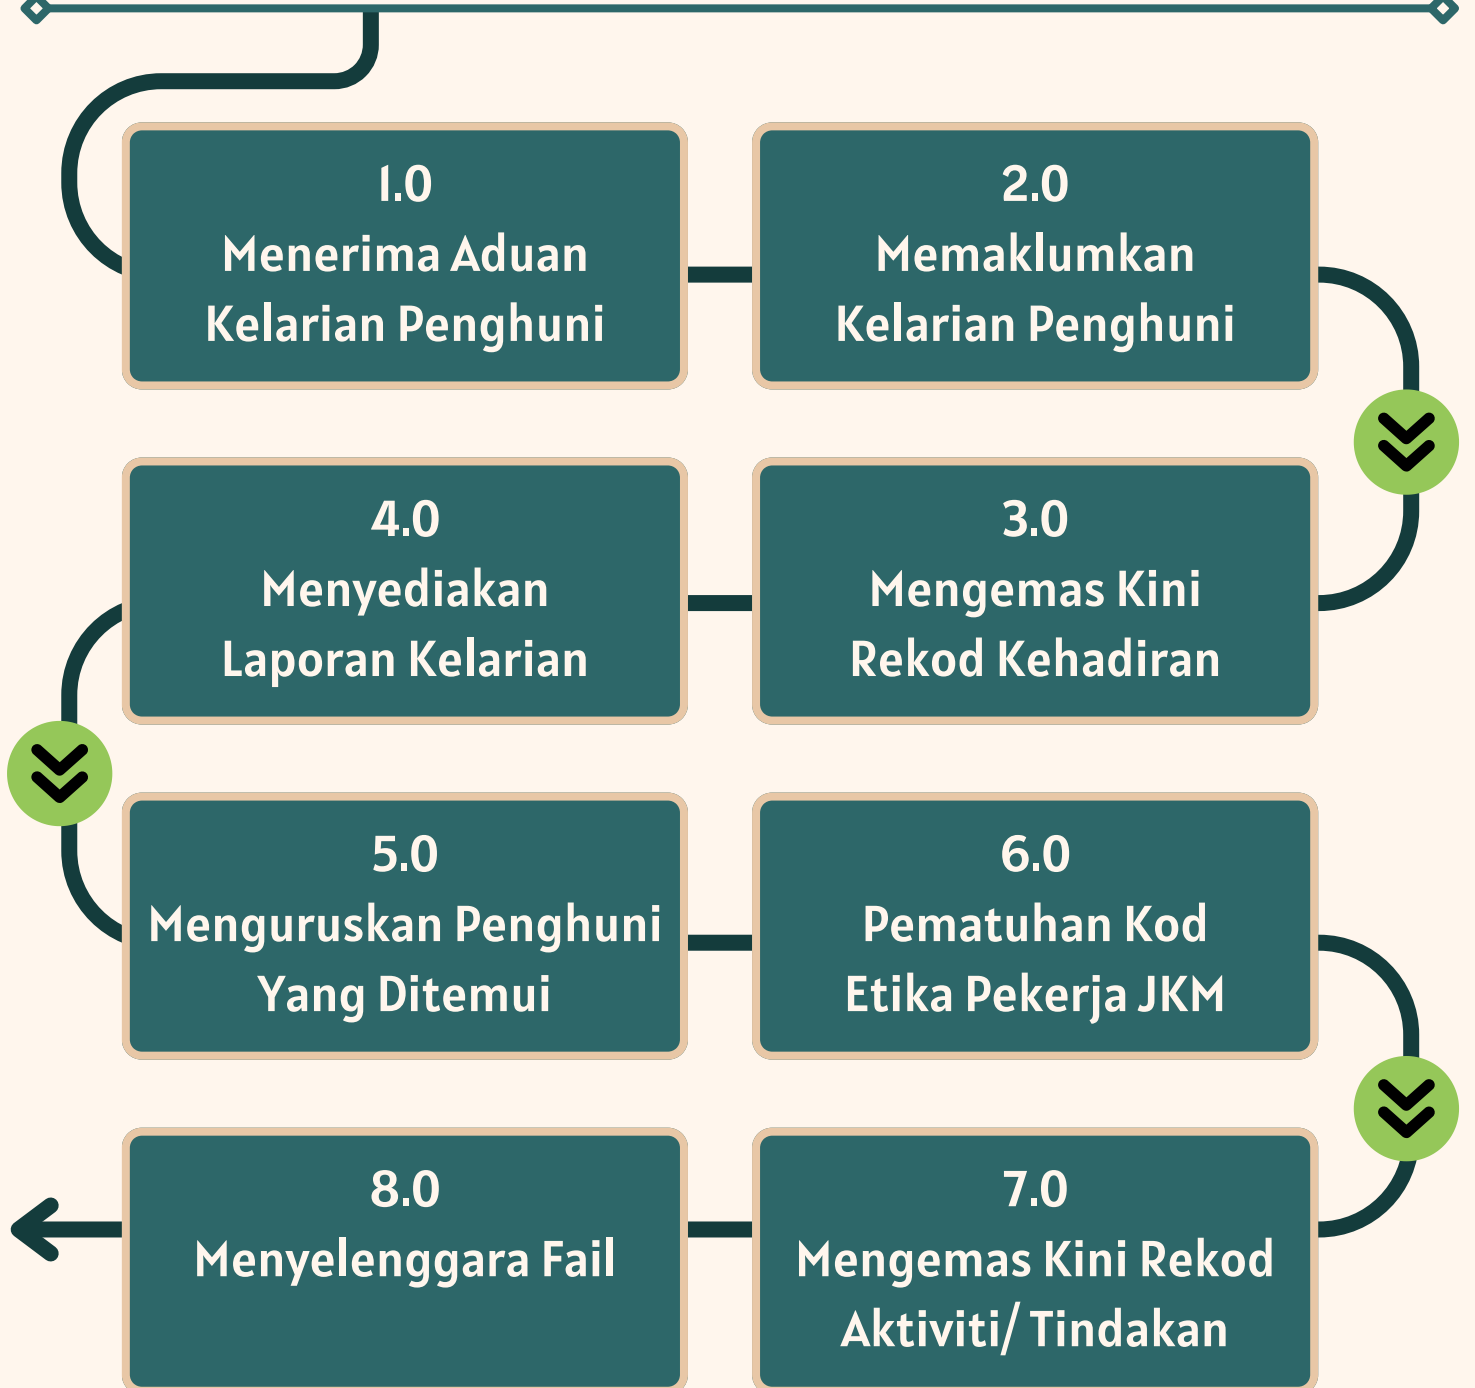 1.0
Menerima Aduan
Kelarian Penghuni
2.0
Memaklumkan
Kelarian Penghuni
3.0
Mengemas Kini
Rekod Kehadiran
4.0
Menyediakan
Laporan Kelarian
5.0
Menguruskan Penghuni
Yang Ditemui
6.0
Pematuhan Kod
Etika Pekerja JKM
7.0
Mengemas Kini Rekod
Aktiviti/ Tindakan
8.0
Menyelenggara Fail